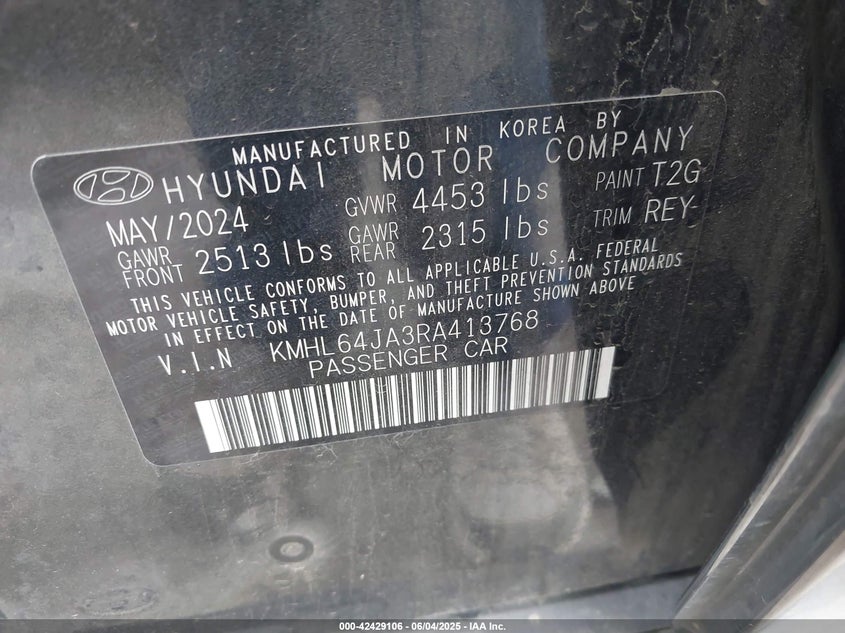 MANUFACTURED IN KOREA BY
HYUNDAI MOTOR COMPANY
MAY/2024 GVWR 4453 lbs PAINT T2G
GAWR FRONT 2513 lbs GAWR REAR 2315 lbs TRIM REY
THIS VEHICLE CONFORMS TO ALL APPLICABLE U.S.A. FEDERAL
MOTOR VEHICLE SAFETY, BUMPER, AND THEFT PREVENTION STANDARDS
IN EFFECT ON THE DATE OF MANUFACTURE SHOWN ABOVE
V.I.N KMHL64JA3RA413768
PASSENGER CAR
000-42429106 - 06/04/2025 - IAA Inc.